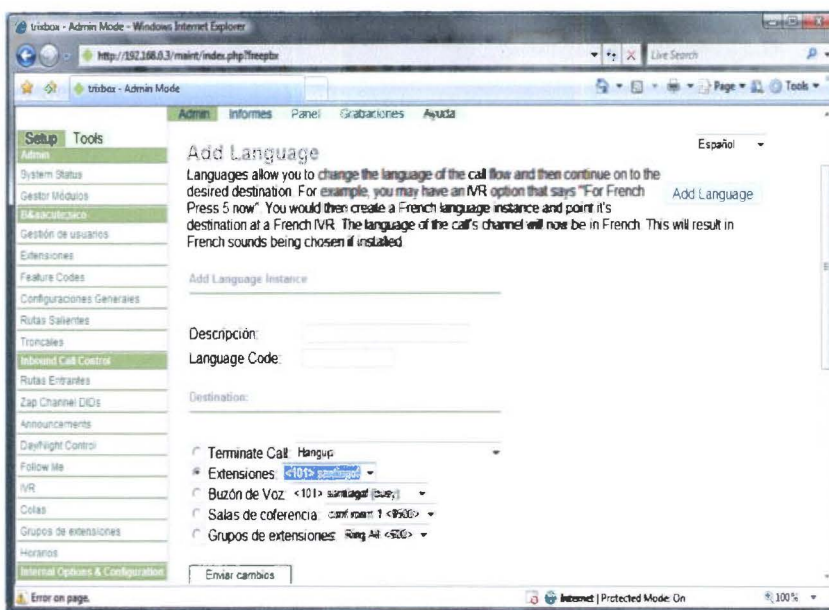 trixbox - Admin Mode - Windows Internet Explorer
http://192.168.0.3/maint/index.php?freepbx
Live Search
trixbox - Admin Mode
Page
Tools
Admin Informes Panel Grabaciones Ayuda
Setup Tools
Español
Admin
System Status
Gestor Módulos
B&aacute;sico
Gestión de usuarios
Extensiones
Feature Codes
Configuraciones Generales
Rutas Salientes
Troncales
Inbound Call Control
Rutas Entrantes
Zap Channel DIDs
Announcements
Day/Night Control
Follow Me
IVR
Colas
Grupos de extensiones
Horarios
Internal Options & Configuration
Add Language
Add Language
Languages allow you to change the language of the call flow and then continue on to the
desired destination. For example, you may have an IVR option that says "For French
Press 5 now". You would then create a French language instance and point it's
destination at a French IVR. The language of the call's channel will now be in French. This will result in
French sounds being chosen if installed.
Add Language Instance
Descripción:
Language Code:
Destination:
Terminate Call: Hangup
Extensiones: <101> santiagof
Buzón de Voz: <101> santiagof (busy)
Salas de coferencia:
Grupos de extensiones: Ring All
Enviar cambios
Error on page.
Internet | Protected Mode: On
100%